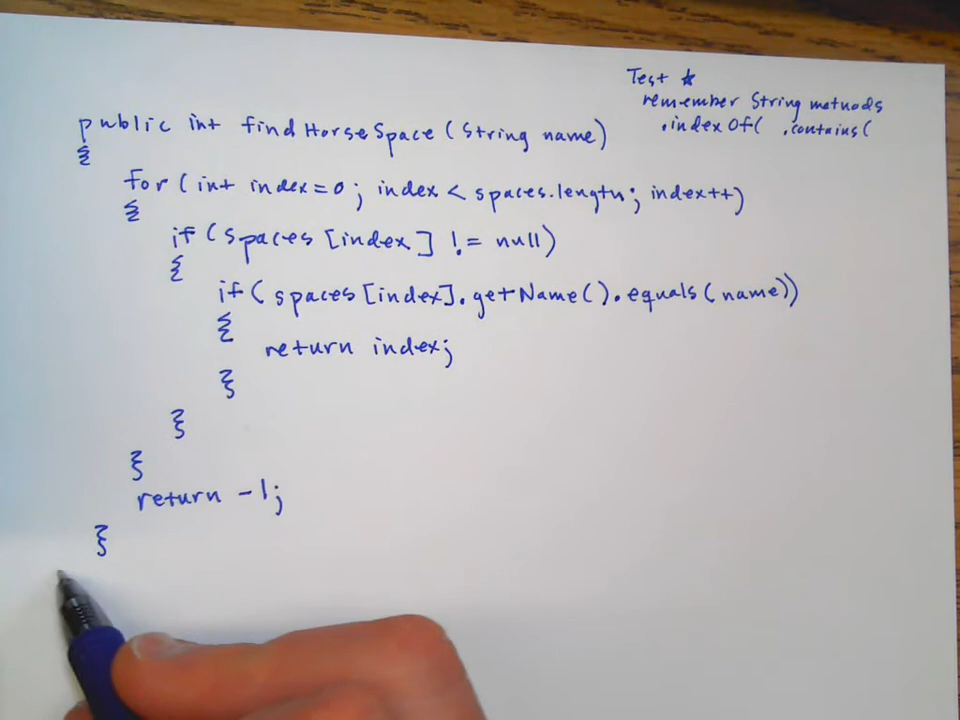 Test ☆
remember String methods
.indexOf( .contains(
public int findHorseSpace(String name)
{
for(int index=0; index < spaces.length; index++)
{
if(spaces[index] != null)
{
if(spaces[index].getName().equals(name))
{
return index;
}
}
}
return -1;
}